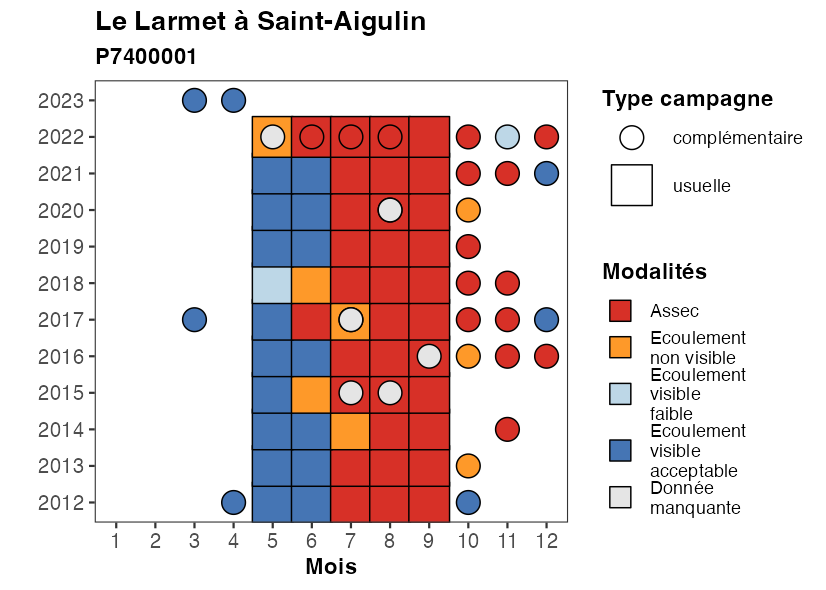 Le Larmet à Saint-Aigulin
P7400001
2023
2022
2021
2020
2019
2018
2017
2016
2015
2014
2013
2012
1 2 3 4 5 6 7 8 9 10 11 12
Mois
Type campagne
complémentaire
usuelle
Modalités
Assec
Ecoulement
non visible
Ecoulement
visible
faible
Ecoulement
visible
acceptable
Donnée
manquante